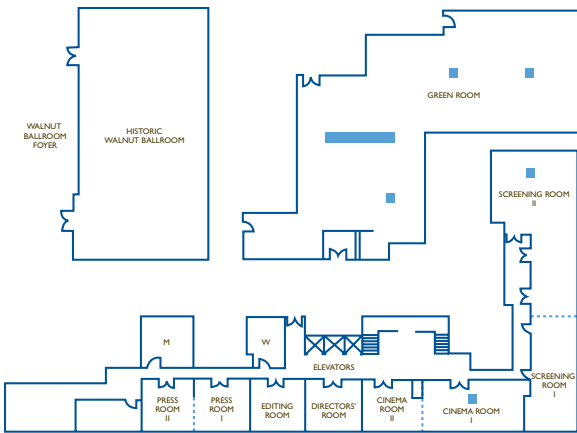 GREEN ROOM
WALNUT
BALLROOM
FOYER
HISTORIC
WALNUT BALLROOM
SCREENING ROOM
II
M
W
ELEVATORS
SCREENING
ROOM
I
PRESS
ROOM
II
PRESS
ROOM
I
EDITING
ROOM
DIRECTORS'
ROOM
CINEMA
ROOM
II
CINEMA ROOM
I